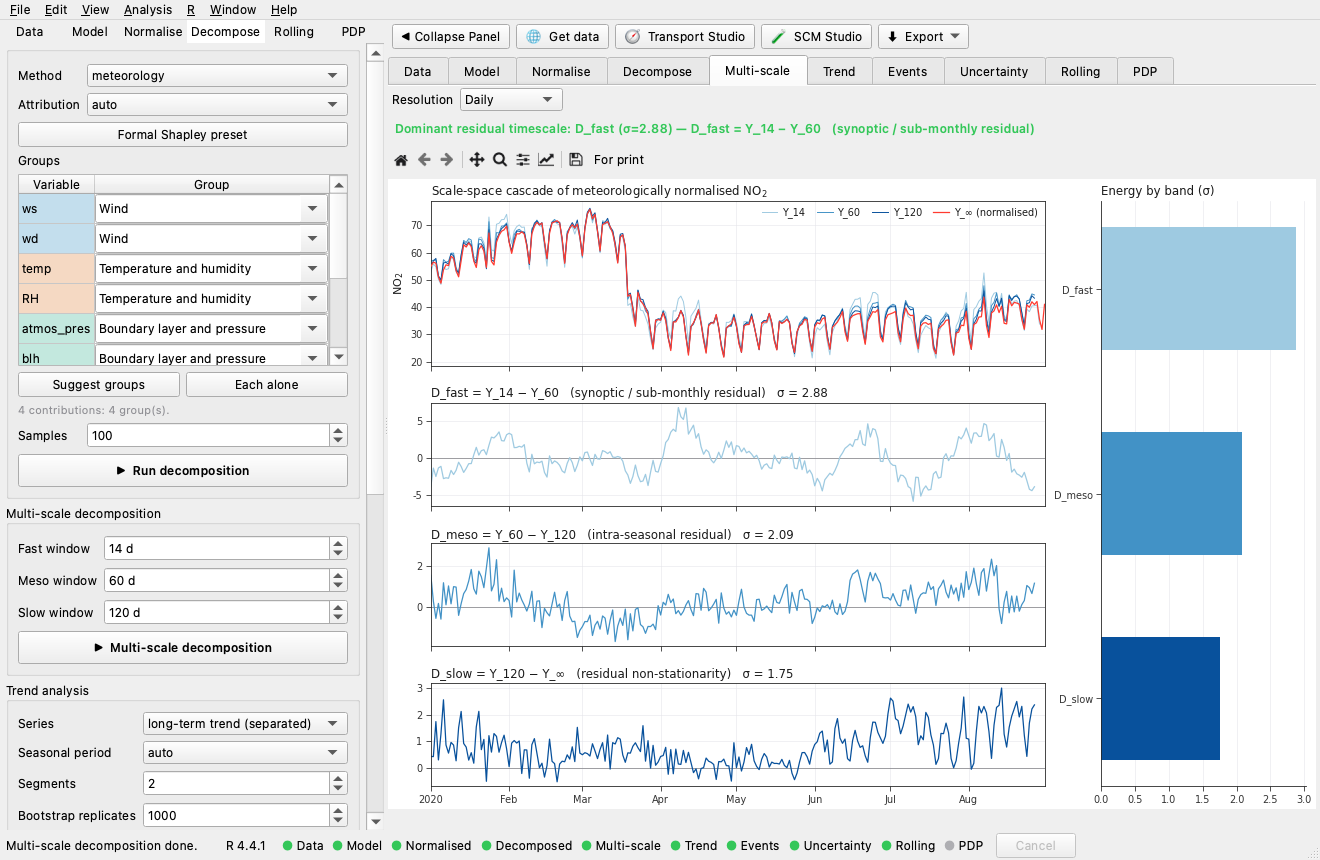 File Edit View Analysis R Window Help
Data Model Normalise Decompose Rolling PDP
Method meteorology
Attribution auto
Formal Shapley preset
Groups
Variable Group
ws Wind
wd Wind
temp Temperature and humidity
RH Temperature and humidity
atmos_pres Boundary layer and pressure
blh Boundary layer and pressure
Suggest groups Each alone
4 contributions: 4 group(s).
Samples 100
Run decomposition
Multi-scale decomposition
Fast window 14 d
Meso window 60 d
Slow window 120 d
Multi-scale decomposition
Trend analysis
Series long-term trend (separated)
Seasonal period auto
Segments 2
Bootstrap replicates 1000
Collapse Panel Get data Transport Studio SCM Studio Export
Data Model Normalise Decompose Multi-scale Trend Events Uncertainty Rolling PDP
Resolution Daily
Dominant residual timescale: D_fast (σ=2.88) — D_fast = Y_14 − Y_60 (synoptic / sub-monthly residual)
For print
Scale-space cascade of meteorologically normalised NO₂
Y_14 Y_60 Y_120 Y_∞ (normalised)
NO₂
70
60
50
40
30
20
D_fast = Y_14 − Y_60 (synoptic / sub-monthly residual) σ = 2.88
5
0
-5
D_meso = Y_60 − Y_120 (intra-seasonal residual) σ = 2.09
2
0
D_slow = Y_120 − Y_∞ (residual non-stationarity) σ = 1.75
3
2
1
0
2020 Feb Mar Apr May Jun Jul Aug
Energy by band (σ)
D_fast
D_meso
D_slow
0.0 0.5 1.0 1.5 2.0 2.5 3.0
Multi-scale decomposition done. R 4.4.1 Data Model Normalised Decomposed Multi-scale Trend Events Uncertainty Rolling PDP Cancel